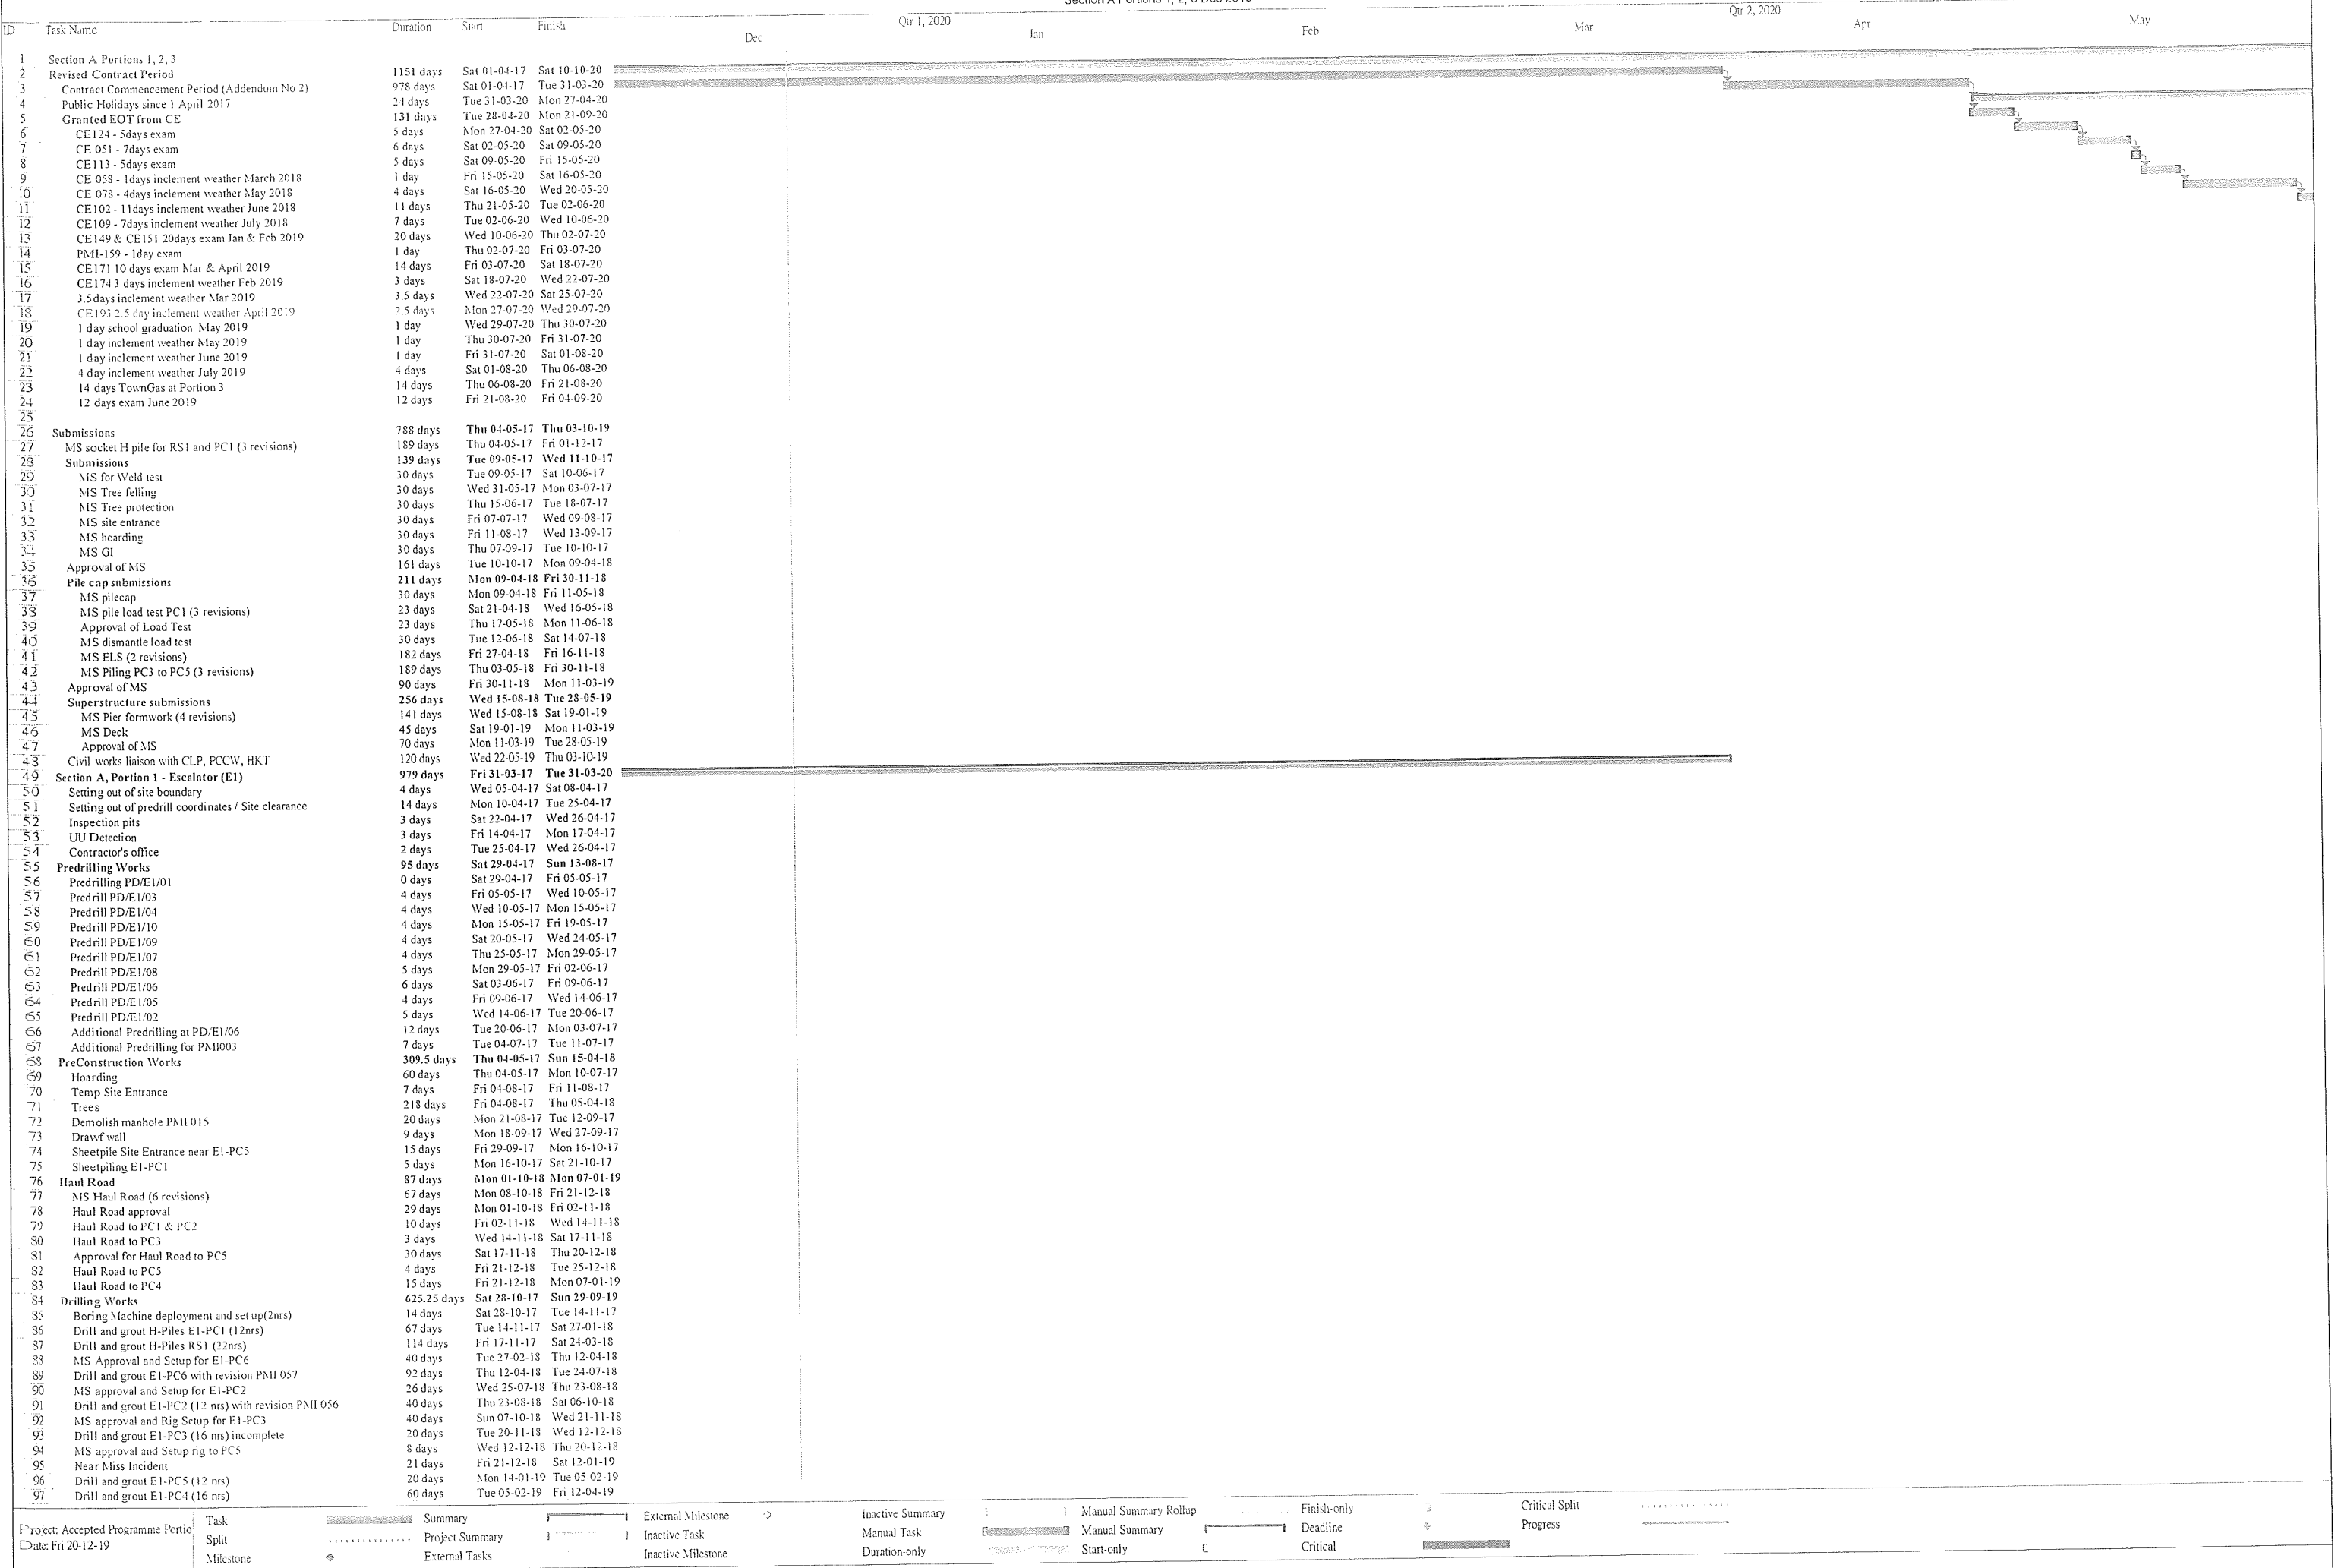 Qtr 1, 2020 Qtr 2, 2020
ID Task Name Duration Start Finish Dec Jan Feb Mar Apr May
1 Section A Portions 1, 2, 3
2 Revised Contract Period 1151 days Sat 01-04-17 Sat 10-10-20
3 Contract Commencement Period (Addendum No 2) 978 days Sat 01-04-17 Tue 31-03-20
4 Public Holidays since 1 April 2017 24 days Tue 31-03-20 Mon 27-04-20
5 Granted EOT from CE 131 days Tue 28-04-20 Mon 21-09-20
6 CE124 - 5days exam 5 days Mon 27-04-20 Sat 02-05-20
7 CE 051 - 7days exam 6 days Sat 02-05-20 Sat 09-05-20
8 CE113 - 5days exam 5 days Sat 09-05-20 Fri 15-05-20
9 CE 058 - 1days inclement weather March 2018 1 day Fri 15-05-20 Sat 16-05-20
10 CE 078 - 4days inclement weather May 2018 4 days Sat 16-05-20 Wed 20-05-20
11 CE102 - 11days inclement weather June 2018 11 days Thu 21-05-20 Tue 02-06-20
12 CE109 - 7days inclement weather July 2018 7 days Tue 02-06-20 Wed 10-06-20
13 CE149 & CE151 20days exam Jan & Feb 2019 20 days Wed 10-06-20 Thu 02-07-20
14 PMI-159 - 1day exam 1 day Thu 02-07-20 Fri 03-07-20
15 CE171 10 days exam Mar & April 2019 14 days Fri 03-07-20 Sat 18-07-20
16 CE174 3 days inclement weather Feb 2019 3 days Sat 18-07-20 Wed 22-07-20
17 3.5days inclement weather Mar 2019 3.5 days Wed 22-07-20 Sat 25-07-20
18 CE193 2.5 day inclement weather April 2019 2.5 days Mon 27-07-20 Wed 29-07-20
19 1 day school graduation May 2019 1 day Wed 29-07-20 Thu 30-07-20
20 1 day inclement weather May 2019 1 day Thu 30-07-20 Fri 31-07-20
21 1 day inclement weather June 2019 1 day Fri 31-07-20 Sat 01-08-20
22 4 day inclement weather July 2019 4 days Sat 01-08-20 Thu 06-08-20
23 14 days TownGas at Portion 3 14 days Thu 06-08-20 Fri 21-08-20
24 12 days exam June 2019 12 days Fri 21-08-20 Fri 04-09-20
25
26 Submissions 788 days Thu 04-05-17 Thu 03-10-19
27 MS socket H pile for RS1 and PC1 (3 revisions) 189 days Thu 04-05-17 Fri 01-12-17
28 Submissions 139 days Tue 09-05-17 Wed 11-10-17
29 MS for Weld test 30 days Tue 09-05-17 Sat 10-06-17
30 MS Tree felling 30 days Wed 31-05-17 Mon 03-07-17
31 MS Tree protection 30 days Thu 15-06-17 Tue 18-07-17
32 MS site entrance 30 days Fri 07-07-17 Wed 09-08-17
33 MS hoarding 30 days Fri 11-08-17 Wed 13-09-17
34 MS GI 30 days Thu 07-09-17 Tue 10-10-17
35 Approval of MS 161 days Tue 10-10-17 Mon 09-04-18
36 Pile cap submissions 211 days Mon 09-04-18 Fri 30-11-18
37 MS pilecap 30 days Mon 09-04-18 Fri 11-05-18
38 MS pile load test PC1 (3 revisions) 23 days Sat 21-04-18 Wed 16-05-18
39 Approval of Load Test 23 days Thu 17-05-18 Mon 11-06-18
40 MS dismantle load test 30 days Tue 12-06-18 Sat 14-07-18
41 MS ELS (2 revisions) 182 days Fri 27-04-18 Fri 16-11-18
42 MS Piling PC3 to PC5 (3 revisions) 189 days Thu 03-05-18 Fri 30-11-18
43 Approval of MS 90 days Fri 30-11-18 Mon 11-03-19
44 Superstructure submissions 256 days Wed 15-08-18 Tue 28-05-19
45 MS Pier formwork (4 revisions) 141 days Wed 15-08-18 Sat 19-01-19
46 MS Deck 45 days Sat 19-01-19 Mon 11-03-19
47 Approval of MS 70 days Mon 11-03-19 Tue 28-05-19
48 Civil works liaison with CLP, PCCW, HKT 120 days Wed 22-05-19 Thu 03-10-19
49 Section A, Portion 1 - Escalator (E1) 979 days Fri 31-03-17 Tue 31-03-20
50 Setting out of site boundary 4 days Wed 05-04-17 Sat 08-04-17
51 Setting out of predrill coordinates / Site clearance 14 days Mon 10-04-17 Tue 25-04-17
52 Inspection pits 3 days Sat 22-04-17 Wed 26-04-17
53 UU Detection 3 days Fri 14-04-17 Mon 17-04-17
54 Contractor's office 2 days Tue 25-04-17 Wed 26-04-17
55 Predrilling Works 95 days Sat 29-04-17 Sun 13-08-17
56 Predrilling PD/E1/01 0 days Sat 29-04-17 Fri 05-05-17
57 Predrill PD/E1/03 4 days Fri 05-05-17 Wed 10-05-17
58 Predrill PD/E1/04 4 days Wed 10-05-17 Mon 15-05-17
59 Predrill PD/E1/10 4 days Mon 15-05-17 Fri 19-05-17
60 Predrill PD/E1/09 4 days Sat 20-05-17 Wed 24-05-17
61 Predrill PD/E1/07 4 days Thu 25-05-17 Mon 29-05-17
62 Predrill PD/E1/08 5 days Mon 29-05-17 Fri 02-06-17
63 Predrill PD/E1/06 6 days Sat 03-06-17 Fri 09-06-17
64 Predrill PD/E1/05 4 days Fri 09-06-17 Wed 14-06-17
65 Predrill PD/E1/02 5 days Wed 14-06-17 Tue 20-06-17
66 Additional Predrilling at PD/E1/06 12 days Tue 20-06-17 Mon 03-07-17
67 Additional Predrilling for PMI003 7 days Tue 04-07-17 Tue 11-07-17
68 PreConstruction Works 309.5 days Thu 04-05-17 Sun 15-04-18
69 Hoarding 60 days Thu 04-05-17 Mon 10-07-17
70 Temp Site Entrance 7 days Fri 04-08-17 Fri 11-08-17
71 Trees 218 days Fri 04-08-17 Thu 05-04-18
72 Demolish manhole PMI 015 20 days Mon 21-08-17 Tue 12-09-17
73 Drawf wall 9 days Mon 18-09-17 Wed 27-09-17
74 Sheetpile Site Entrance near E1-PC5 15 days Fri 29-09-17 Mon 16-10-17
75 Sheetpiling E1-PC1 5 days Mon 16-10-17 Sat 21-10-17
76 Haul Road 87 days Mon 01-10-18 Mon 07-01-19
77 MS Haul Road (6 revisions) 67 days Mon 08-10-18 Fri 21-12-18
78 Haul Road approval 29 days Mon 01-10-18 Fri 02-11-18
79 Haul Road to PC1 & PC2 10 days Fri 02-11-18 Wed 14-11-18
80 Haul Road to PC3 3 days Wed 14-11-18 Sat 17-11-18
81 Approval for Haul Road to PC5 30 days Sat 17-11-18 Thu 20-12-18
82 Haul Road to PC5 4 days Fri 21-12-18 Tue 25-12-18
83 Haul Road to PC4 15 days Fri 21-12-18 Mon 07-01-19
84 Drilling Works 625.25 days Sat 28-10-17 Sun 29-09-19
85 Boring Machine deployment and set up(2nrs) 14 days Sat 28-10-17 Tue 14-11-17
86 Drill and grout H-Piles E1-PC1 (12nrs) 67 days Tue 14-11-17 Sat 27-01-18
87 Drill and grout H-Piles RS1 (22nrs) 114 days Fri 17-11-17 Sat 24-03-18
88 MS Approval and Setup for E1-PC6 40 days Tue 27-02-18 Thu 12-04-18
89 Drill and grout E1-PC6 with revision PMI 057 92 days Thu 12-04-18 Tue 24-07-18
90 MS approval and Setup for E1-PC2 26 days Wed 25-07-18 Thu 23-08-18
91 Drill and grout E1-PC2 (12 nrs) with revision PMI 056 40 days Thu 23-08-18 Sat 06-10-18
92 MS approval and Rig Setup for E1-PC3 40 days Sun 07-10-18 Wed 21-11-18
93 Drill and grout E1-PC3 (16 nrs) incomplete 20 days Tue 20-11-18 Wed 12-12-18
94 MS approval and Setup rig to PC5 8 days Wed 12-12-18 Thu 20-12-18
95 Near Miss Incident 21 days Fri 21-12-18 Sat 12-01-19
96 Drill and grout E1-PC5 (12 nrs) 20 days Mon 14-01-19 Tue 05-02-19
97 Drill and grout E1-PC4 (16 nrs) 60 days Tue 05-02-19 Fri 12-04-19
Project: Accepted Programme Portio
Date: Fri 20-12-19
Task Summary External Milestone Inactive Summary Manual Summary Rollup Finish-only Critical Split
Split Project Summary Inactive Task Manual Task Manual Summary Deadline Progress
Milestone External Tasks Inactive Milestone Duration-only Start-only Critical